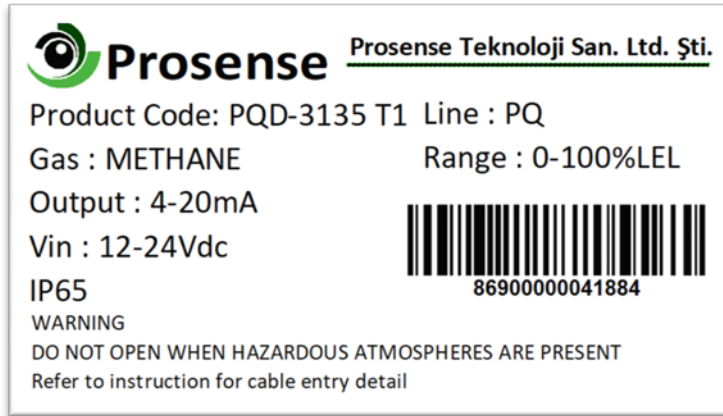 Prosense
Prosense Teknoloji San. Ltd. Şti.
Product Code: PQD-3135 T1
Line : PQ
Gas : METHANE
Range : 0-100%LEL
Output : 4-20mA
Vin : 12-24Vdc
86900000041884
IP65
WARNING
DO NOT OPEN WHEN HAZARDOUS ATMOSPHERES ARE PRESENT
Refer to instruction for cable entry detail